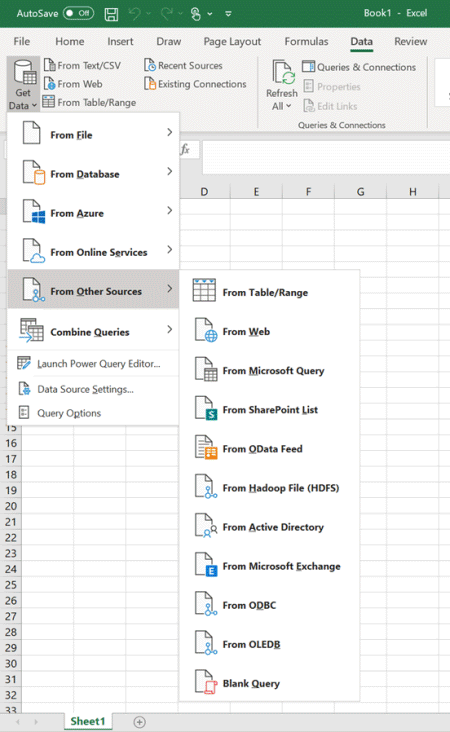 AutoSave Off Book1 - Excel
File Home Insert Draw Page Layout Formulas Data Review
Get Data
From Text/CSV
From Web
From Table/Range
Recent Sources
Existing Connections
Refresh All
Queries & Connections
Properties
Edit Links
Queries & Connections
fx
D E F G H
From File
From Database
From Azure
From Online Services
From Other Sources
Combine Queries
Launch Power Query Editor...
Data Source Settings...
Query Options
From Table/Range
From Web
From Microsoft Query
From SharePoint List
From OData Feed
From Hadoop File (HDFS)
From Active Directory
From Microsoft Exchange
From ODBC
From OLEDB
Blank Query
15
16
17
18
19
20
21
22
23
24
25
26
27
28
29
30
31
32
33
Sheet1